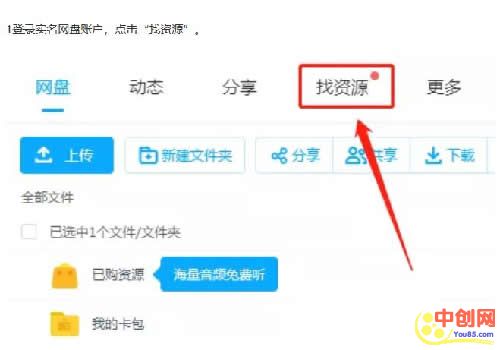 1登录实名网盘账户，点击“找资源”。
网盘 动态 分享 找资源 更多
上传 新建文件夹 分享 共享 下载
全部文件
已选中1个文件/文件夹
已购资源 海量音频免费听
我的卡包
中创网
You85.com